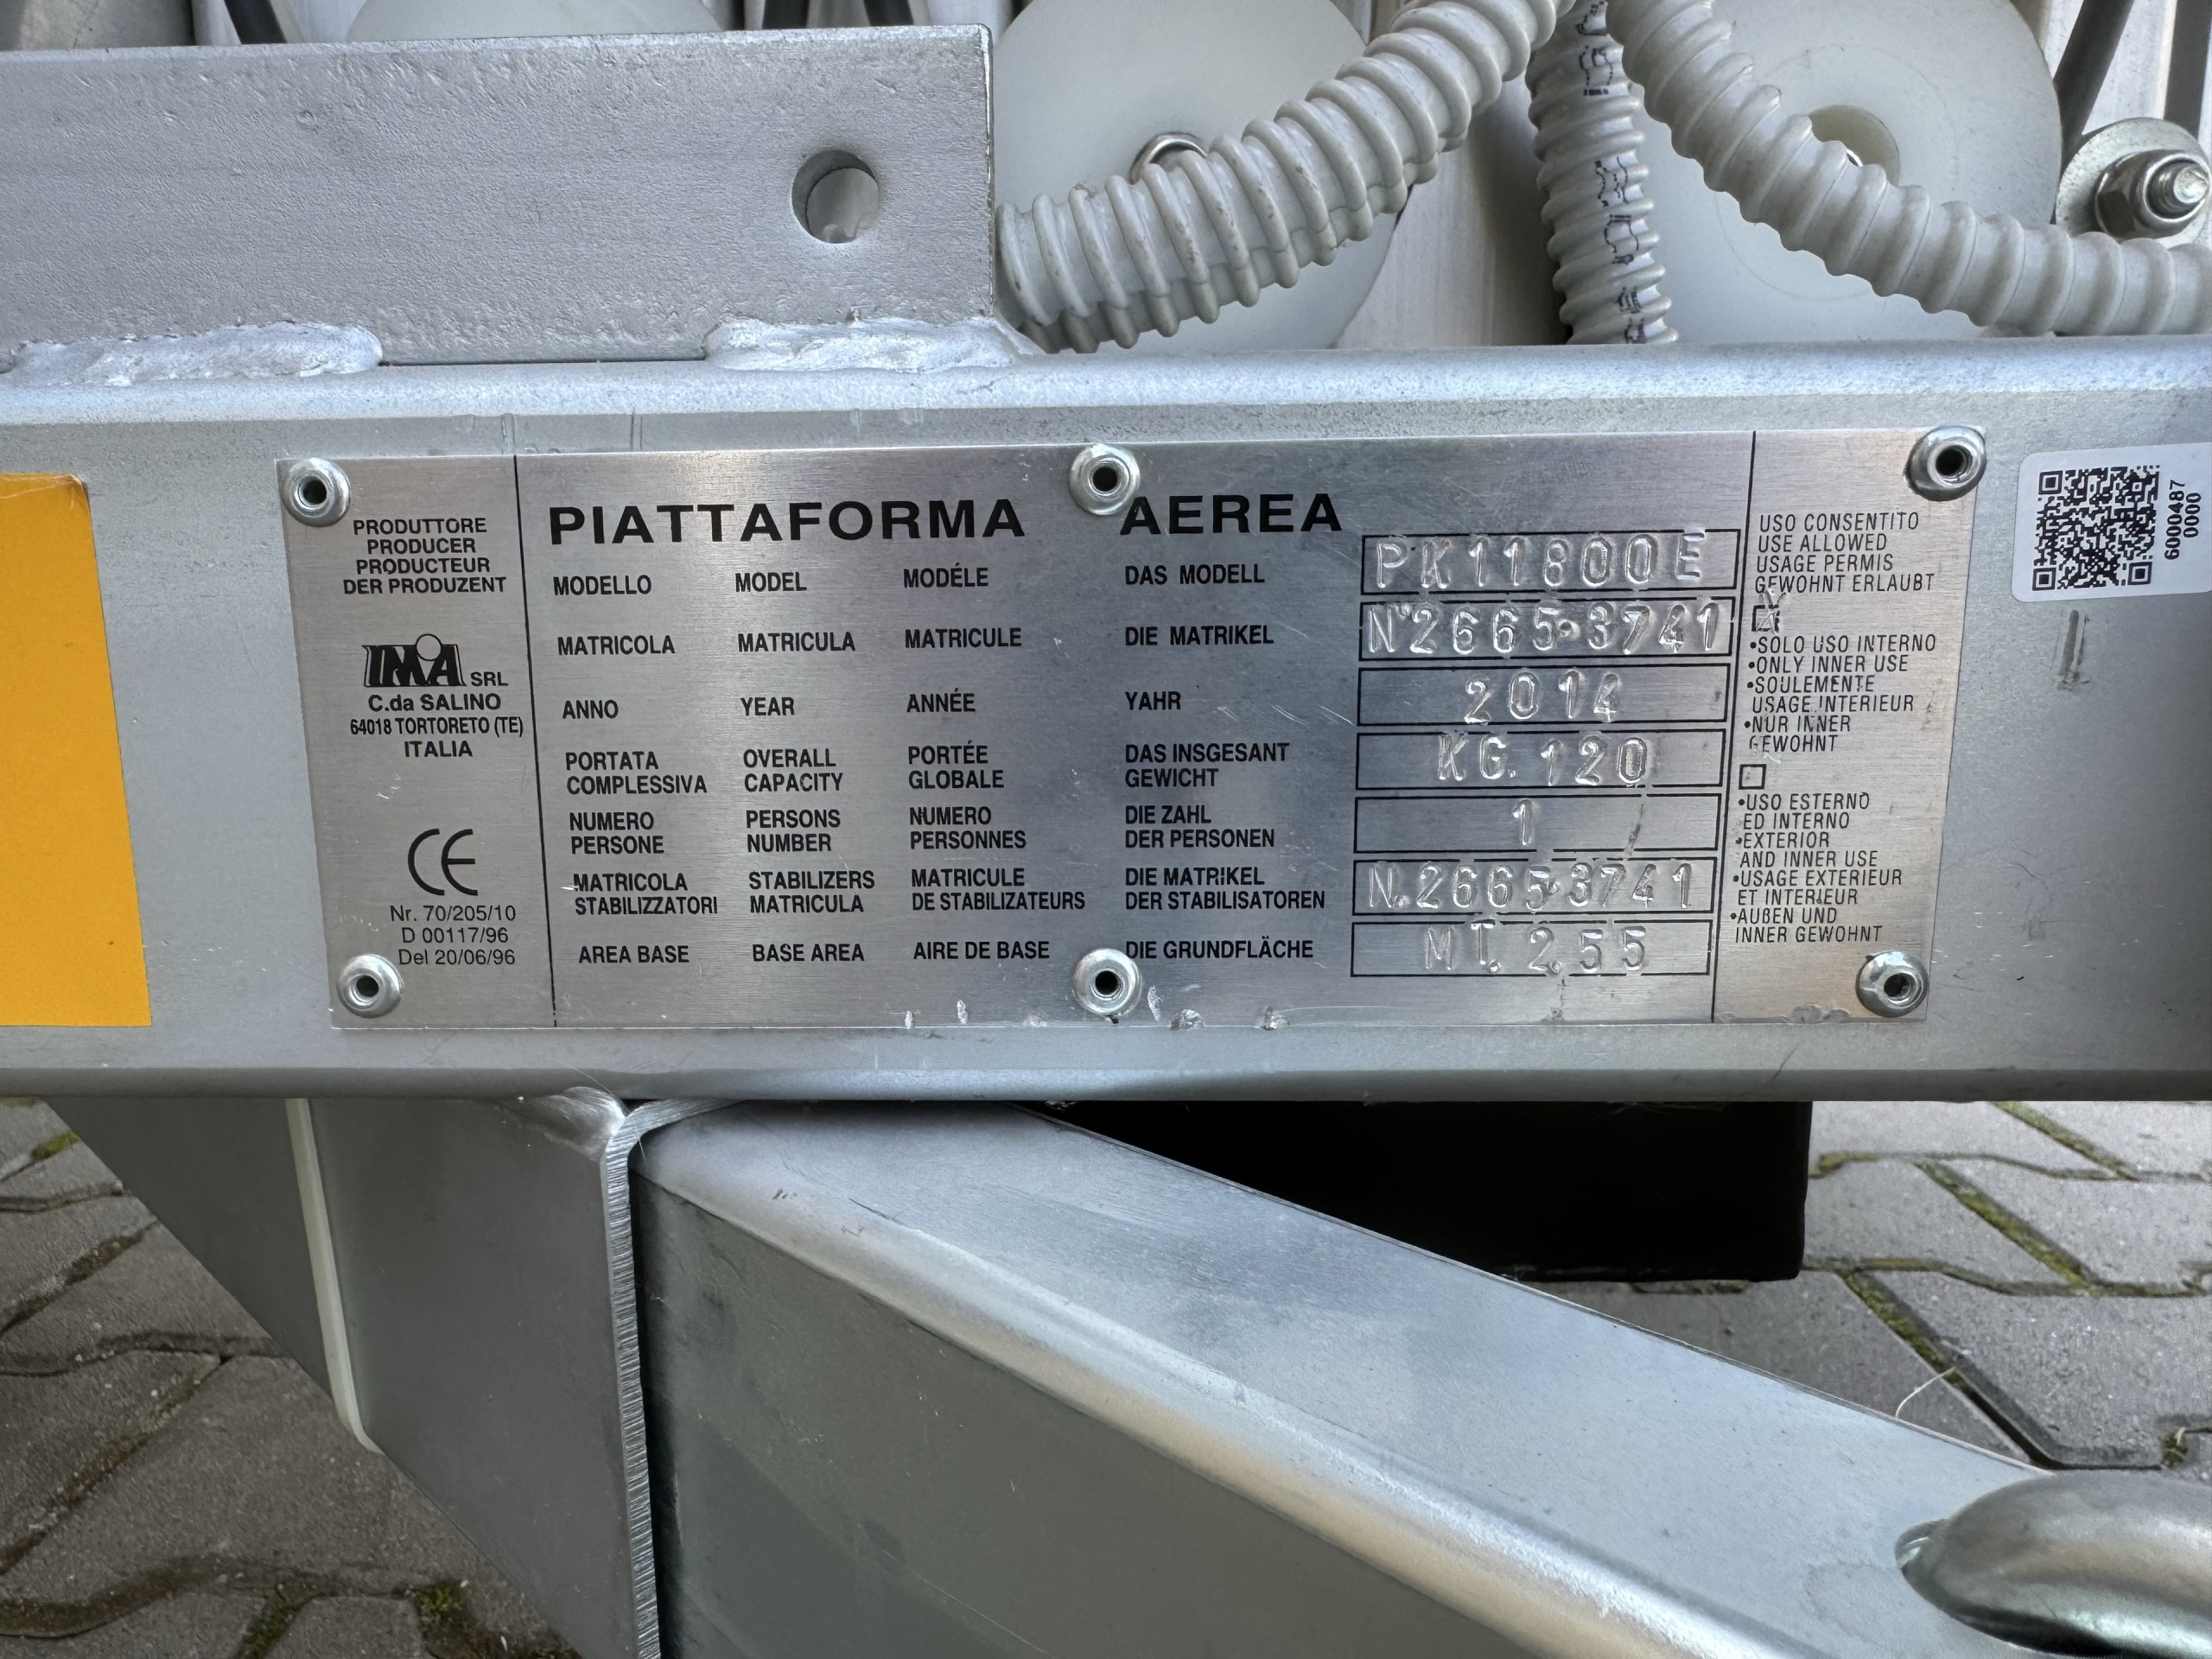 PRODUTTORE
PRODUCER
PRODUCTEUR
DER PRODUZENT
IMA SRL
C.da SALINO
64018 TORTORETO (TE)
ITALIA
CE
Nr. 70/205/10
D 00117/96
Del 20/06/96
PIATTAFORMA AEREA
MODELLO MODEL MODÉLE DAS MODELL PK11800E
MATRICOLA MATRICULA MATRICULE DIE MATRIKEL N°2665-3741
ANNO YEAR ANNÉE YAHR 2014
PORTATA OVERALL PORTÉE DAS INSGESANT
COMPLESSIVA CAPACITY GLOBALE GEWICHT KG. 120
NUMERO PERSONS NUMERO DIE ZAHL
PERSONE NUMBER PERSONNES DER PERSONEN 1
MATRICOLA STABILIZERS MATRICULE DIE MATRIKEL
STABILIZZATORI MATRICULA DE STABILIZATEURS DER STABILISATOREN N.2665-3741
AREA BASE BASE AREA AIRE DE BASE DIE GRUNDFLÄCHE MT. 2.55
USO CONSENTITO
USE ALLOWED
USAGE PERMIS
GEWOHNT ERLAUBT
X
•SOLO USO INTERNO
•ONLY INNER USE
•SOULEMENTE
USAGE INTERIEUR
•NUR INNER
GEWOHNT
•USO ESTERNO
ED INTERNO
•EXTERIOR
AND INNER USE
•USAGE EXTERIEUR
ET INTERIEUR
•AUßEN UND
INNER GEWOHNT
6000487
0000